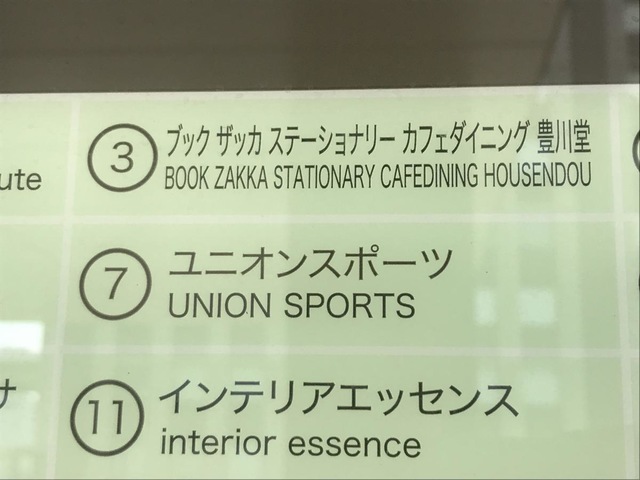 ute
③ ブック ザッカ ステーショナリー カフェダイニング 豊川堂
BOOK ZAKKA STATIONARY CAFEDINING HOUSENDOU
⑦ ユニオンスポーツ
UNION SPORTS
サ
⑪ インテリアエッセンス
interior essence